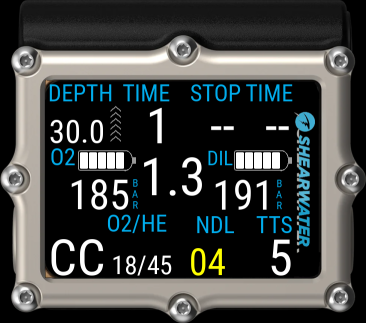 DEPTH TIME STOP TIME
30.0 1 -- --
O2 1.3 DIL
185 BAR 191 BAR
O2/HE NDL TTS
CC 18/45 04 5
SHEARWATER